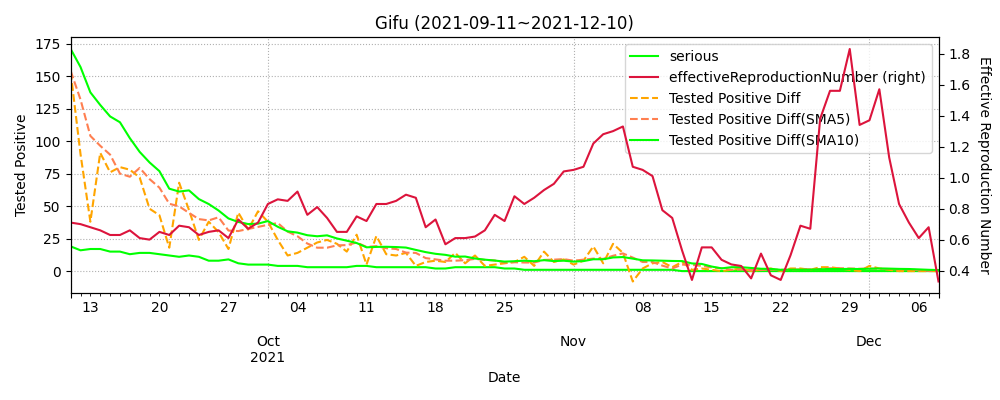 Gifu (2021-09-11~2021-12-10)
175
150
125
100
75
50
25
0
Tested Positive
serious
effectiveReproductionNumber (right)
Tested Positive Diff
Tested Positive Diff(SMA5)
Tested Positive Diff(SMA10)
1.8
1.6
1.4
1.2
1.0
0.8
0.6
0.4
Effective Reproduction Number
13 20 27 04 11 18 25 08 15 22 29 06
Oct Nov Dec
2021
Date